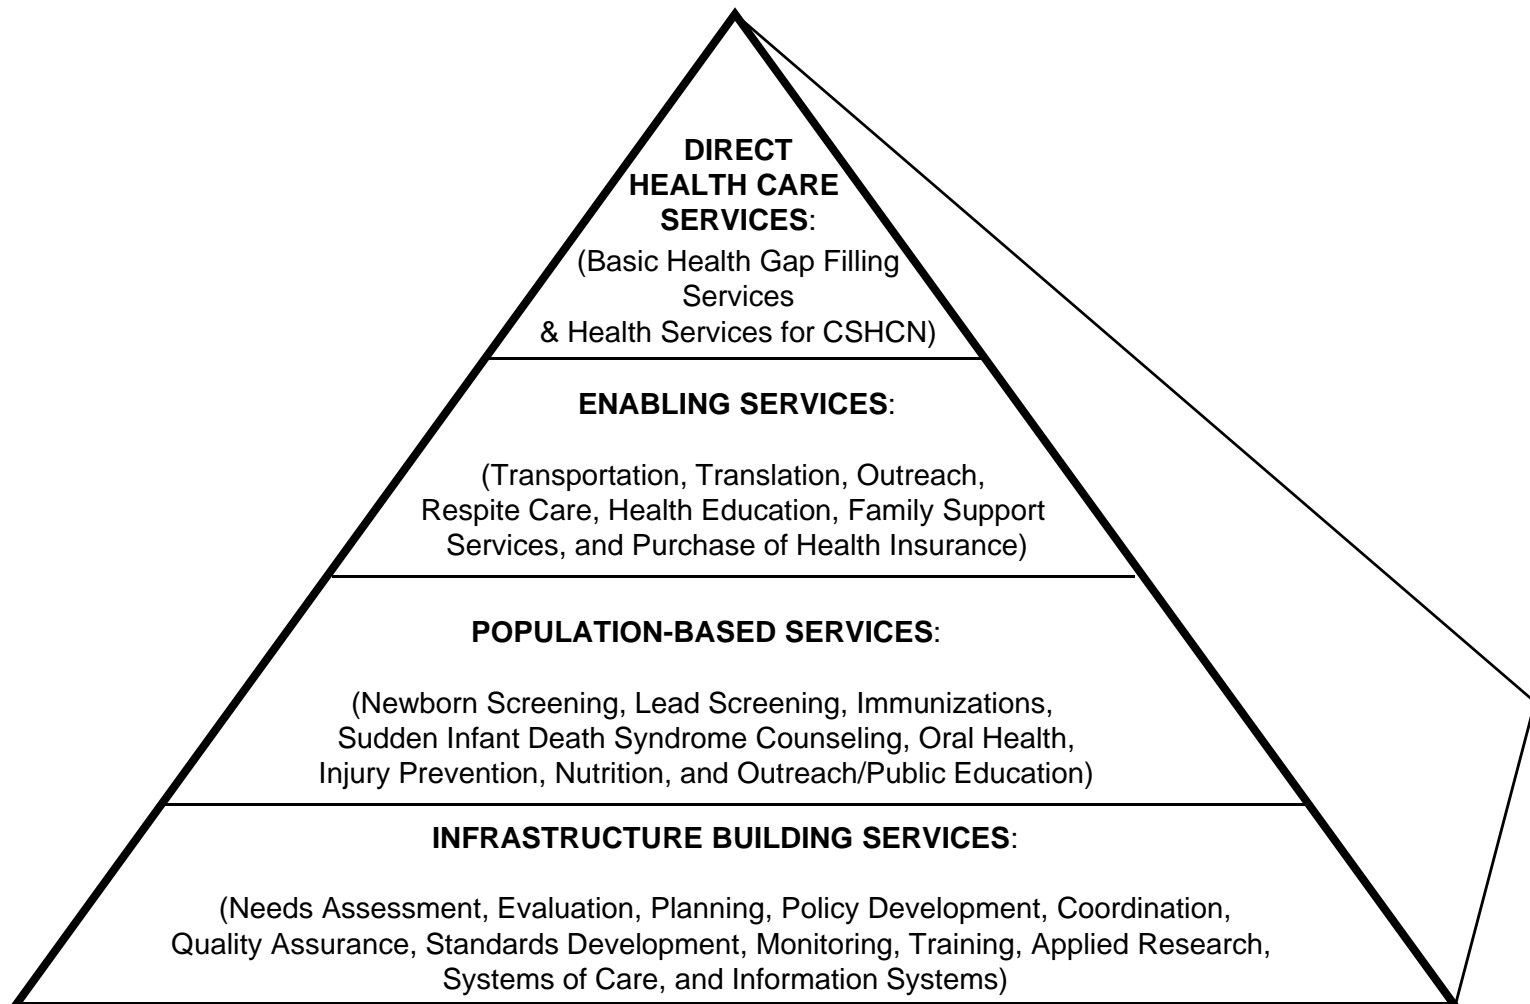 DIRECT
HEALTH CARE
SERVICES:
(Basic Health Gap Filling
Services
& Health Services for CSHCN)
ENABLING SERVICES:
(Transportation, Translation, Outreach,
Respite Care, Health Education, Family Support
Services, and Purchase of Health Insurance)
POPULATION-BASED SERVICES:
(Newborn Screening, Lead Screening, Immunizations,
Sudden Infant Death Syndrome Counseling, Oral Health,
Injury Prevention, Nutrition, and Outreach/Public Education)
INFRASTRUCTURE BUILDING SERVICES:
(Needs Assessment, Evaluation, Planning, Policy Development, Coordination,
Quality Assurance, Standards Development, Monitoring, Training, Applied Research,
Systems of Care, and Information Systems)